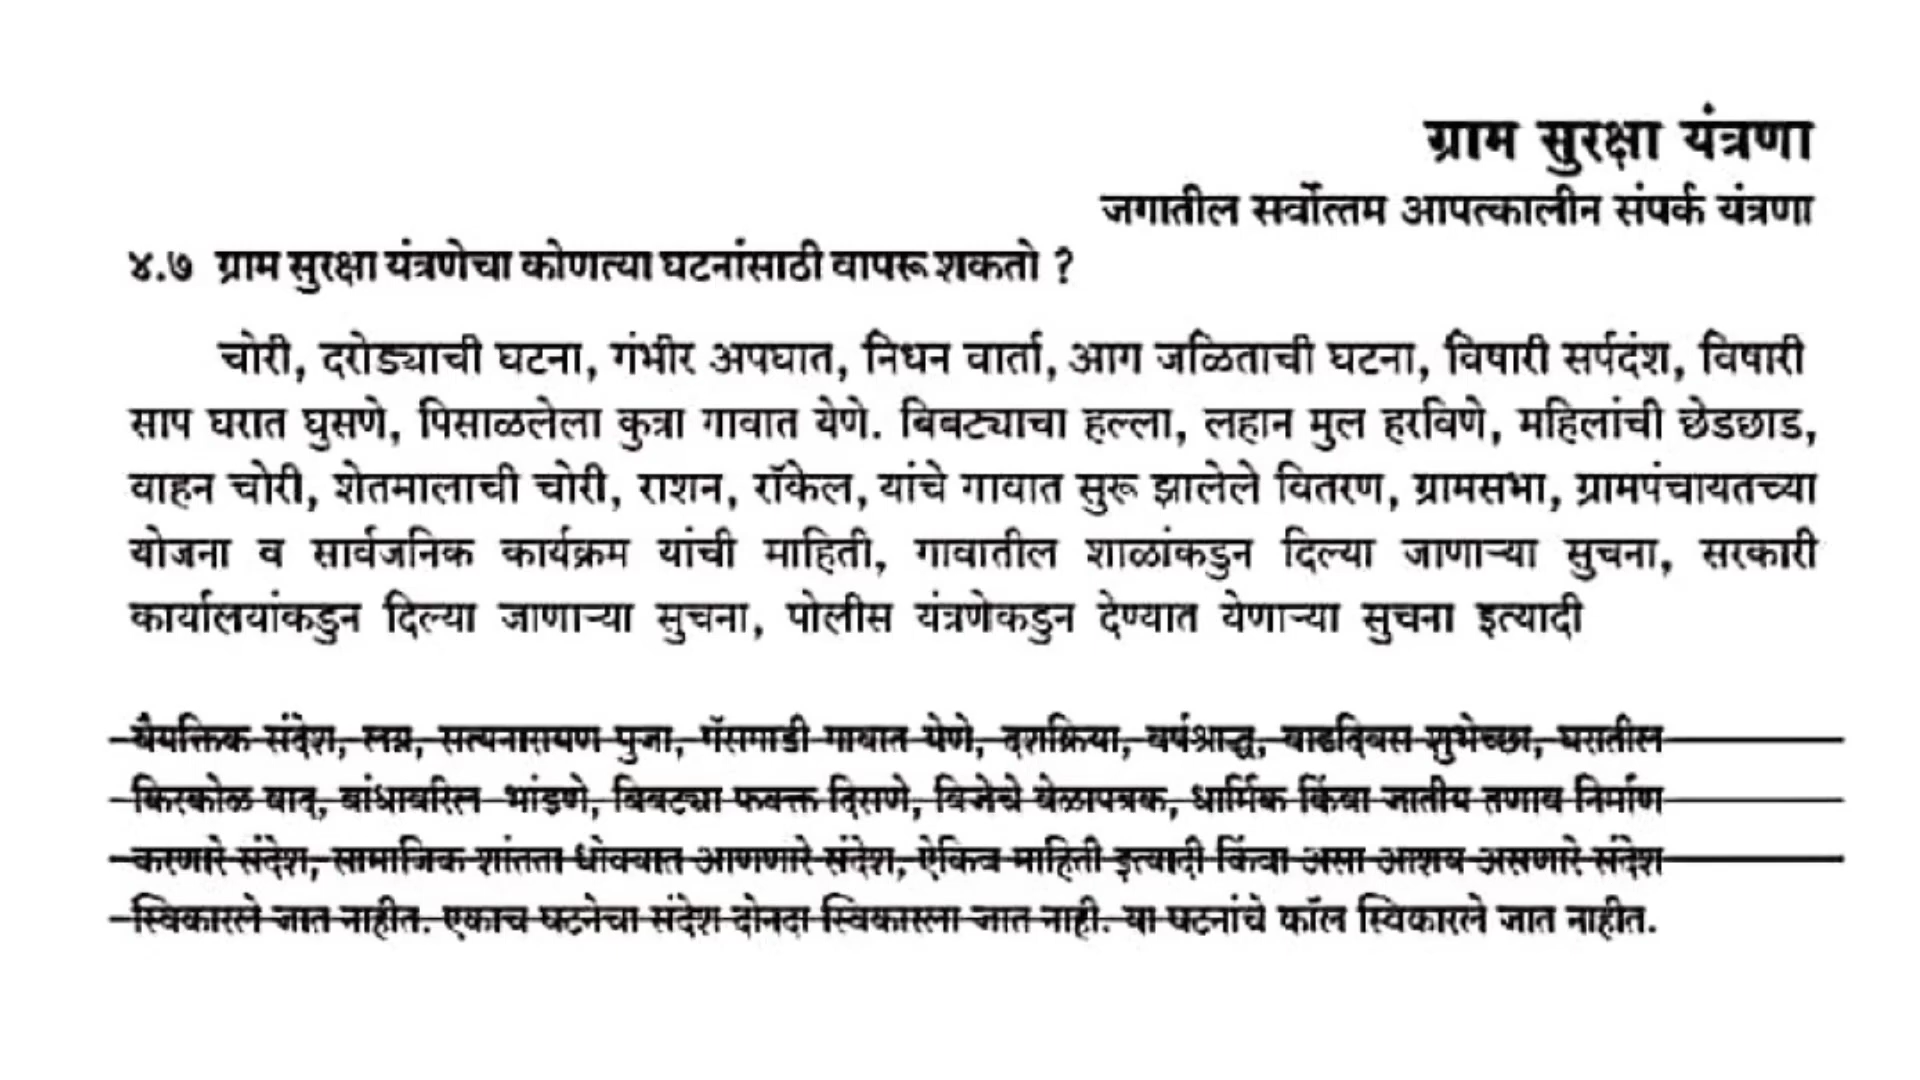 ग्राम सुरक्षा यंत्रणा
जगातील सर्वोत्तम आपत्कालीन संपर्क यंत्रणा
४.७ ग्राम सुरक्षा यंत्रणेचा कोणत्या घटनांसाठी वापरू शकतो ?
चोरी, दरोड्याची घटना, गंभीर अपघात, निधन वार्ता, आग जळिताची घटना, विषारी सर्पदंश, विषारी
साप घरात घुसणे, पिसाळलेला कुत्रा गावात येणे. बिबट्याचा हल्ला, लहान मुल हरविणे, महिलांची छेडछाड,
वाहन चोरी, शेतमालाची चोरी, राशन, रॉकेल, यांचे गावात सुरू झालेले वितरण, ग्रामसभा, ग्रामपंचायतच्या
योजना व सार्वजनिक कार्यक्रम यांची माहिती, गावातील शाळांकडुन दिल्या जाणाऱ्या सुचना, सरकारी
कार्यालयांकडुन दिल्या जाणाऱ्या सुचना, पोलीस यंत्रणेकडुन देण्यात येणाऱ्या सुचना इत्यादी
वैयक्तिक संदेश, लग्न, सत्यनारायण पुजा, गॅसगाडी गावात येणे, दशक्रिया, वर्षश्राद्ध, वाढदिवस शुभेच्छा, घरातील
किरकोळ वाद, बांधावरिल भांडणे, बिबट्या फक्त दिसणे, विजेचे वेळापत्रक, धार्मिक किंवा जातीय तणाव निर्माण
करणारे संदेश, सामाजिक शांतता धोक्यात आणणारे संदेश, ऐकिव माहिती इत्यादी किंवा असा आशय असणारे संदेश
स्विकारले जात नाहीत. एकाच घटनेचा संदेश दोनदा स्विकारला जात नाही. या घटनांचे कॉल स्विकारले जात नाहीत.